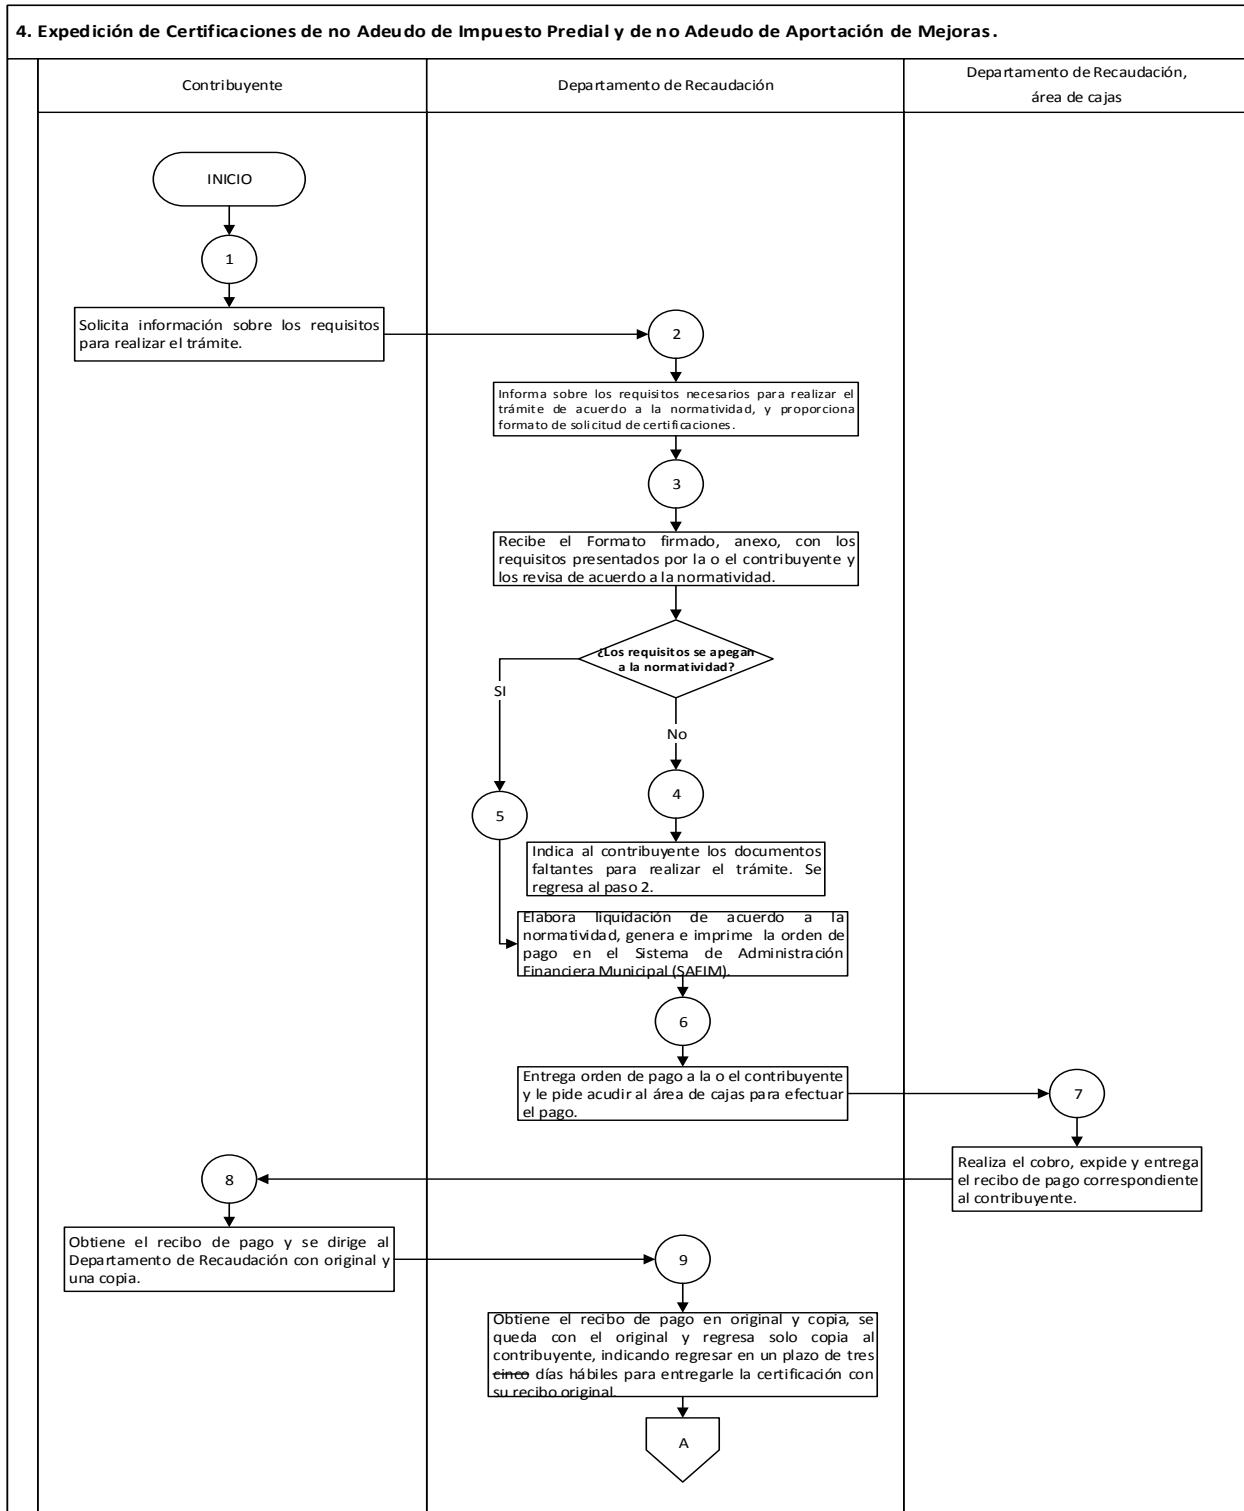 4. Expedición de Certificaciones de no Adeudo de Impuesto Predial y de no Adeudo de Aportación de Mejoras.
Contribuyente
Departamento de Recaudación
Departamento de Recaudación,
área de cajas
INICIO
1
Solicita información sobre los requisitos
para realizar el trámite.
2
Informa sobre los requisitos necesarios para realizar el
trámite de acuerdo a la normatividad, y proporciona
formato de solicitud de certificaciones.
3
Recibe el Formato firmado, anexo, con los
requisitos presentados por la o el contribuyente y
los revisa de acuerdo a la normatividad.
¿Los requisitos se apegan
a la normatividad?
SI
No
4
5
Indica al contribuyente los documentos
faltantes para realizar el trámite. Se
regresa al paso 2.
Elabora liquidación de acuerdo a la
normatividad, genera e imprime la orden de
pago en el Sistema de Administración
Financiera Municipal (SAFIM).
6
Entrega orden de pago a la o el contribuyente
y le pide acudir al área de cajas para efectuar
el pago.
7
Realiza el cobro, expide y entrega
el recibo de pago correspondiente
al contribuyente.
8
Obtiene el recibo de pago y se dirige al
Departamento de Recaudación con original y
una copia.
9
Obtiene el recibo de pago en original y copia, se
queda con el original y regresa solo copia al
contribuyente, indicando regresar en un plazo de tres
cinco días hábiles para entregarle la certificación con
su recibo original.
A